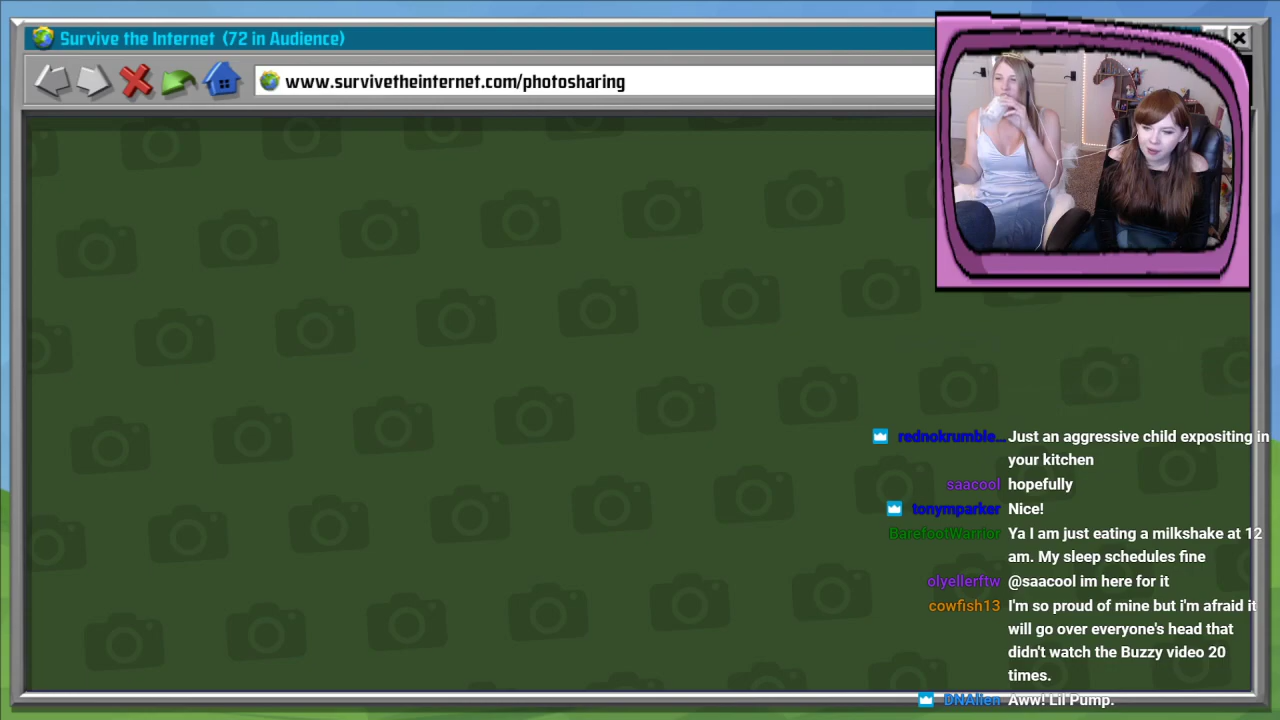 Survive the Internet (72 in Audience)
www.survivetheinternet.com/photosharing
rednokrumble... Just an aggressive child expositing in
your kitchen
saacool hopefully
tonymparker Nice!
BarefootWarrior Ya I am just eating a milkshake at 12
am. My sleep schedules fine
olyellerftw @saacool im here for it
cowfish13 I'm so proud of mine but i'm afraid it
will go over everyone's head that
didn't watch the Buzzy video 20
times.
DNAlien Aww! Lil Pump.